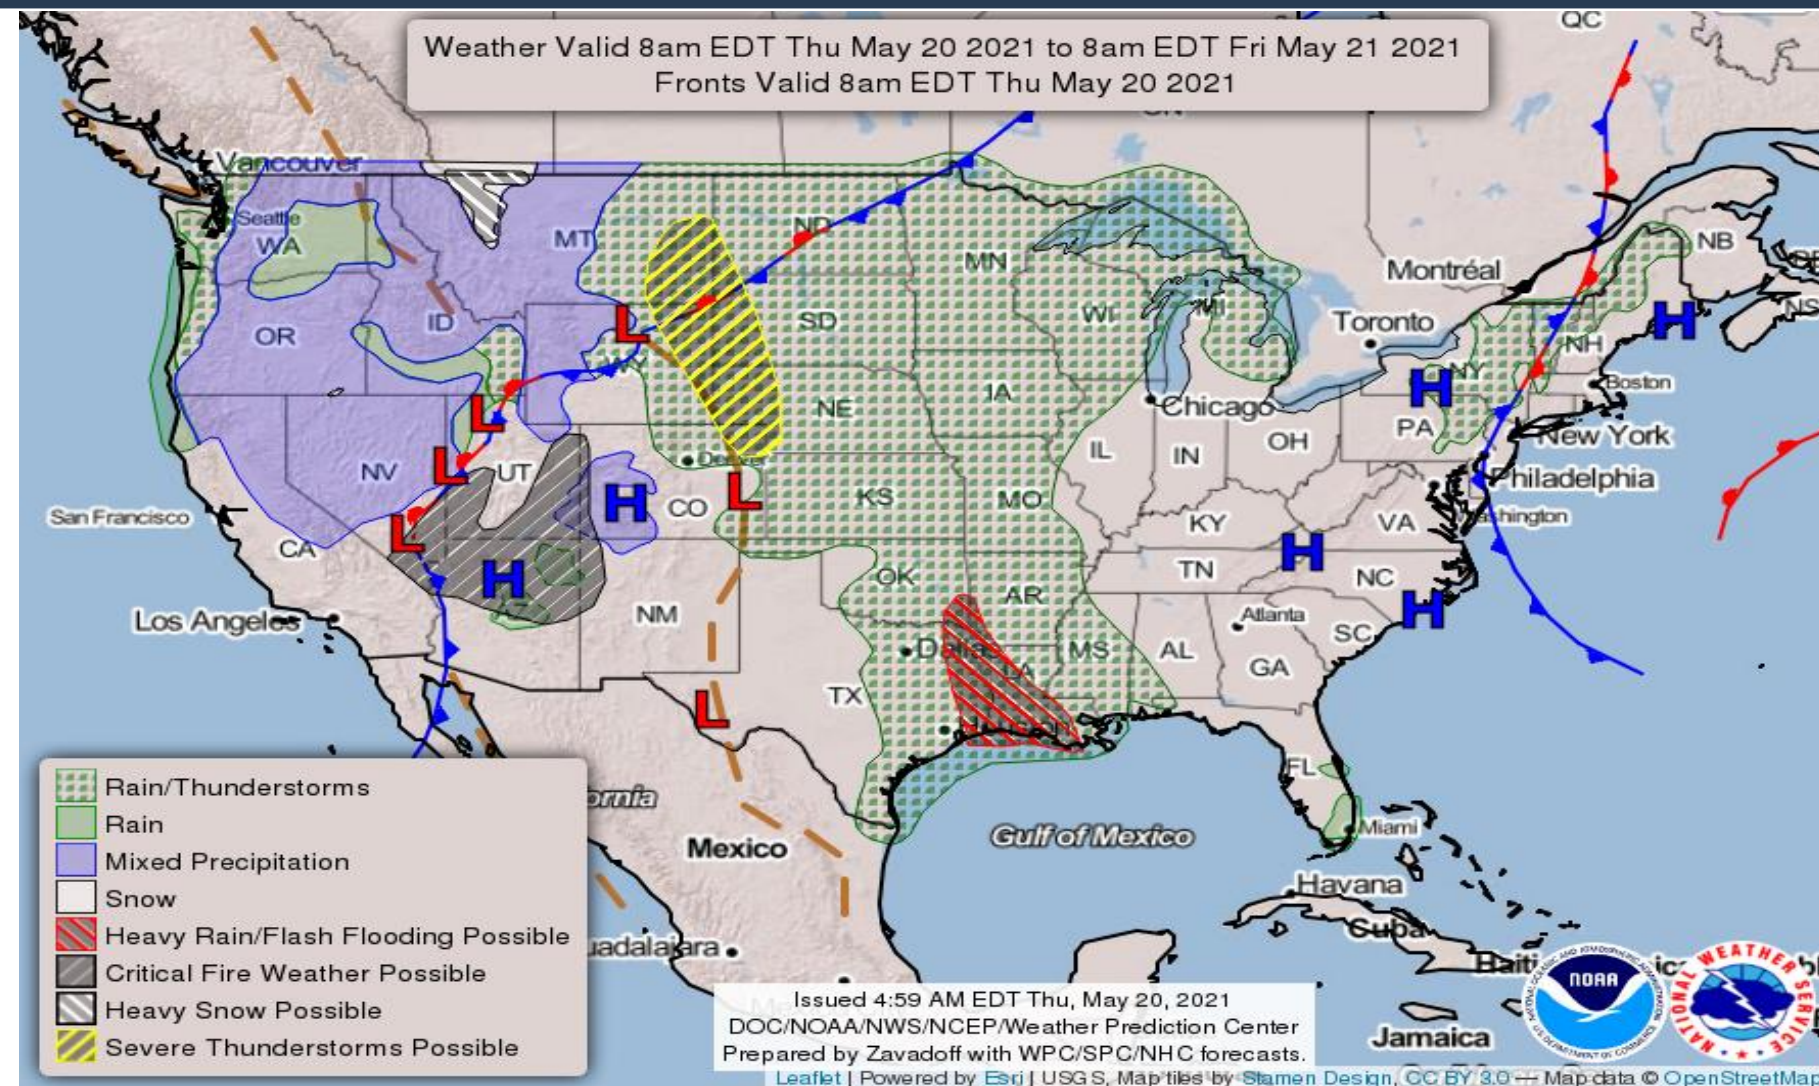 QC
Weather Valid 8am EDT Thu May 20 2021 to 8am EDT Fri May 21 2021
Fronts Valid 8am EDT Thu May 20 2021
Vancouver
Seattle
WA
MT
ND
MN
Montréal
NB
NS
OR
ID
L
SD
WI
MI
Toronto
H
NH
WY
NE
IA
Chicago
H
NY
Boston
L
PA
New York
NV
L
UT
H
CO
L
KS
MO
IL
IN
OH
Philadelphia
San Francisco
CA
L
KY
VA
H
H
OK
TN
NC
Los Angeles
AZ
NM
AR
Atlanta
SC
H
Dallas
LA
MS
AL
GA
L
TX
Houston
FL
Miami
Rain/Thunderstorms
Rain
Mixed Precipitation
Snow
Heavy Rain/Flash Flooding Possible
Critical Fire Weather Possible
Heavy Snow Possible
Severe Thunderstorms Possible
ornia
Mexico
Gulf of Mexico
Havana
Cuba
uadalajara
Haiti
Jamaica
NOAA
NATIONAL WEATHER SERVICE
Issued 4:59 AM EDT Thu, May 20, 2021
DOC/NOAA/NWS/NCEP/Weather Prediction Center
Prepared by Zavadoff with WPC/SPC/NHC forecasts.
Leaflet | Powered by Esri | USGS, Map tiles by Stamen Design, CC BY 3.0 — Map data © OpenStreetMap